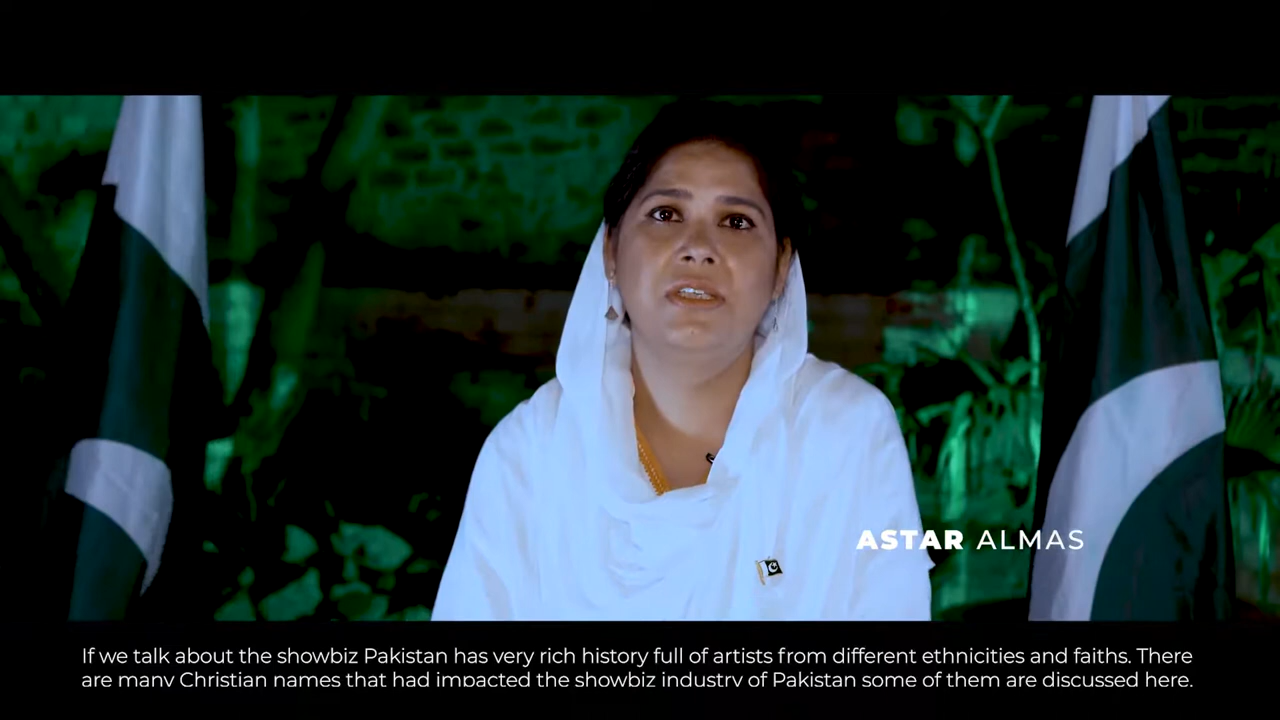 ASTAR ALMAS
If we talk about the showbiz Pakistan has very rich history full of artists from different ethnicities and faiths. There
are many Christian names that had impacted the showbiz industry of Pakistan some of them are discussed here.